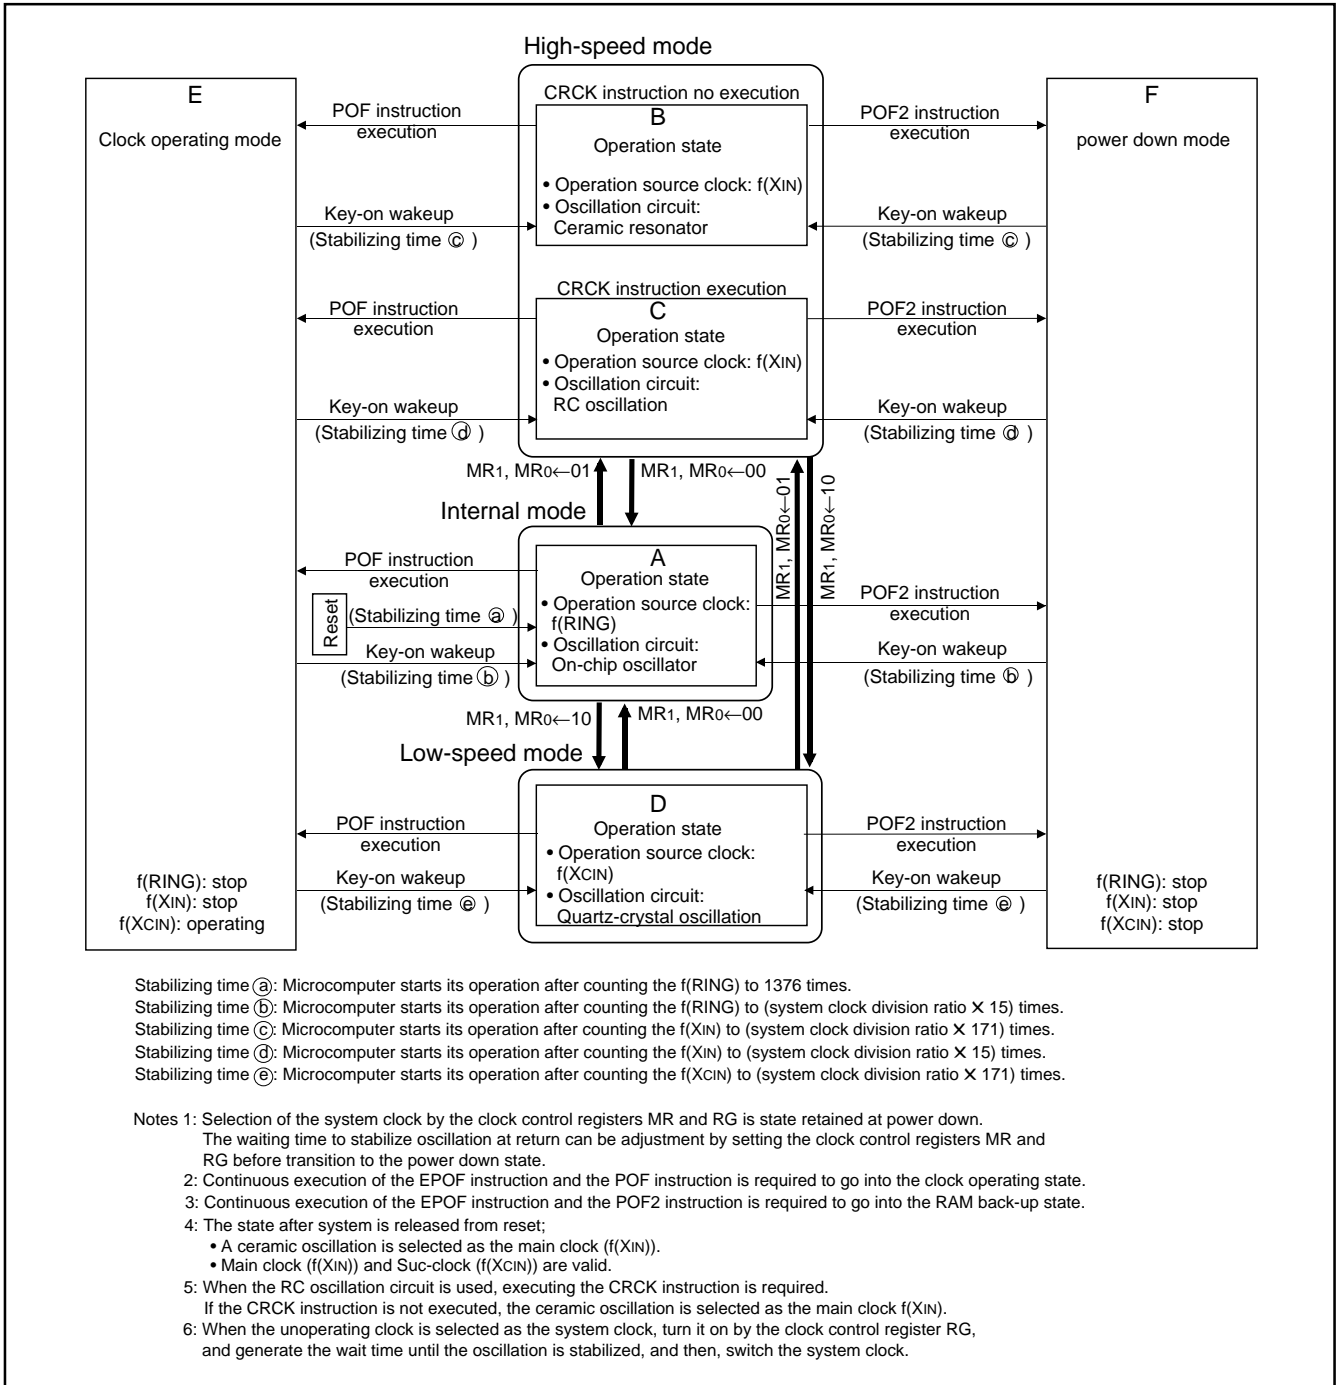 High-speed mode
E
Clock operating mode
CRCK instruction no execution
B
Operation state
• Operation source clock: f(XIN)
• Oscillation circuit:
Ceramic resonator
F
power down mode
POF instruction
execution
POF2 instruction
execution
Key-on wakeup
(Stabilizing time ⓒ )
Key-on wakeup
(Stabilizing time ⓒ )
CRCK instruction execution
C
Operation state
• Operation source clock: f(XIN)
• Oscillation circuit:
RC oscillation
POF instruction
execution
POF2 instruction
execution
Key-on wakeup
(Stabilizing time ⓓ )
Key-on wakeup
(Stabilizing time ⓓ )
MR1, MR0←01
MR1, MR0←00
MR1, MR0←01
MR1, MR0←10
Internal mode
A
Operation state
• Operation source clock:
f(RING)
• Oscillation circuit:
On-chip oscillator
POF instruction
execution
Reset
(Stabilizing time ⓐ )
Key-on wakeup
(Stabilizing time ⓑ )
POF2 instruction
execution
Key-on wakeup
(Stabilizing time ⓑ )
MR1, MR0←10
MR1, MR0←00
Low-speed mode
D
Operation state
• Operation source clock:
f(XCIN)
• Oscillation circuit:
Quartz-crystal oscillation
POF instruction
execution
POF2 instruction
execution
Key-on wakeup
(Stabilizing time ⓔ )
Key-on wakeup
(Stabilizing time ⓔ )
f(RING): stop
f(XIN): stop
f(XCIN): operating
f(RING): stop
f(XIN): stop
f(XCIN): stop
Stabilizing time ⓐ: Microcomputer starts its operation after counting the f(RING) to 1376 times.
Stabilizing time ⓑ: Microcomputer starts its operation after counting the f(RING) to (system clock division ratio ✕ 15) times.
Stabilizing time ⓒ: Microcomputer starts its operation after counting the f(XIN) to (system clock division ratio ✕ 171) times.
Stabilizing time ⓓ: Microcomputer starts its operation after counting the f(XIN) to (system clock division ratio ✕ 15) times.
Stabilizing time ⓔ: Microcomputer starts its operation after counting the f(XCIN) to (system clock division ratio ✕ 171) times.
Notes 1: Selection of the system clock by the clock control registers MR and RG is state retained at power down.
The waiting time to stabilize oscillation at return can be adjustment by setting the clock control registers MR and
RG before transition to the power down state.
2: Continuous execution of the EPOF instruction and the POF instruction is required to go into the clock operating state.
3: Continuous execution of the EPOF instruction and the POF2 instruction is required to go into the RAM back-up state.
4: The state after system is released from reset;
• A ceramic oscillation is selected as the main clock (f(XIN)).
• Main clock (f(XIN)) and Suc-clock (f(XCIN)) are valid.
5: When the RC oscillation circuit is used, executing the CRCK instruction is required.
If the CRCK instruction is not executed, the ceramic oscillation is selected as the main clock f(XIN).
6: When the unoperating clock is selected as the system clock, turn it on by the clock control register RG,
and generate the wait time until the oscillation is stabilized, and then, switch the system clock.